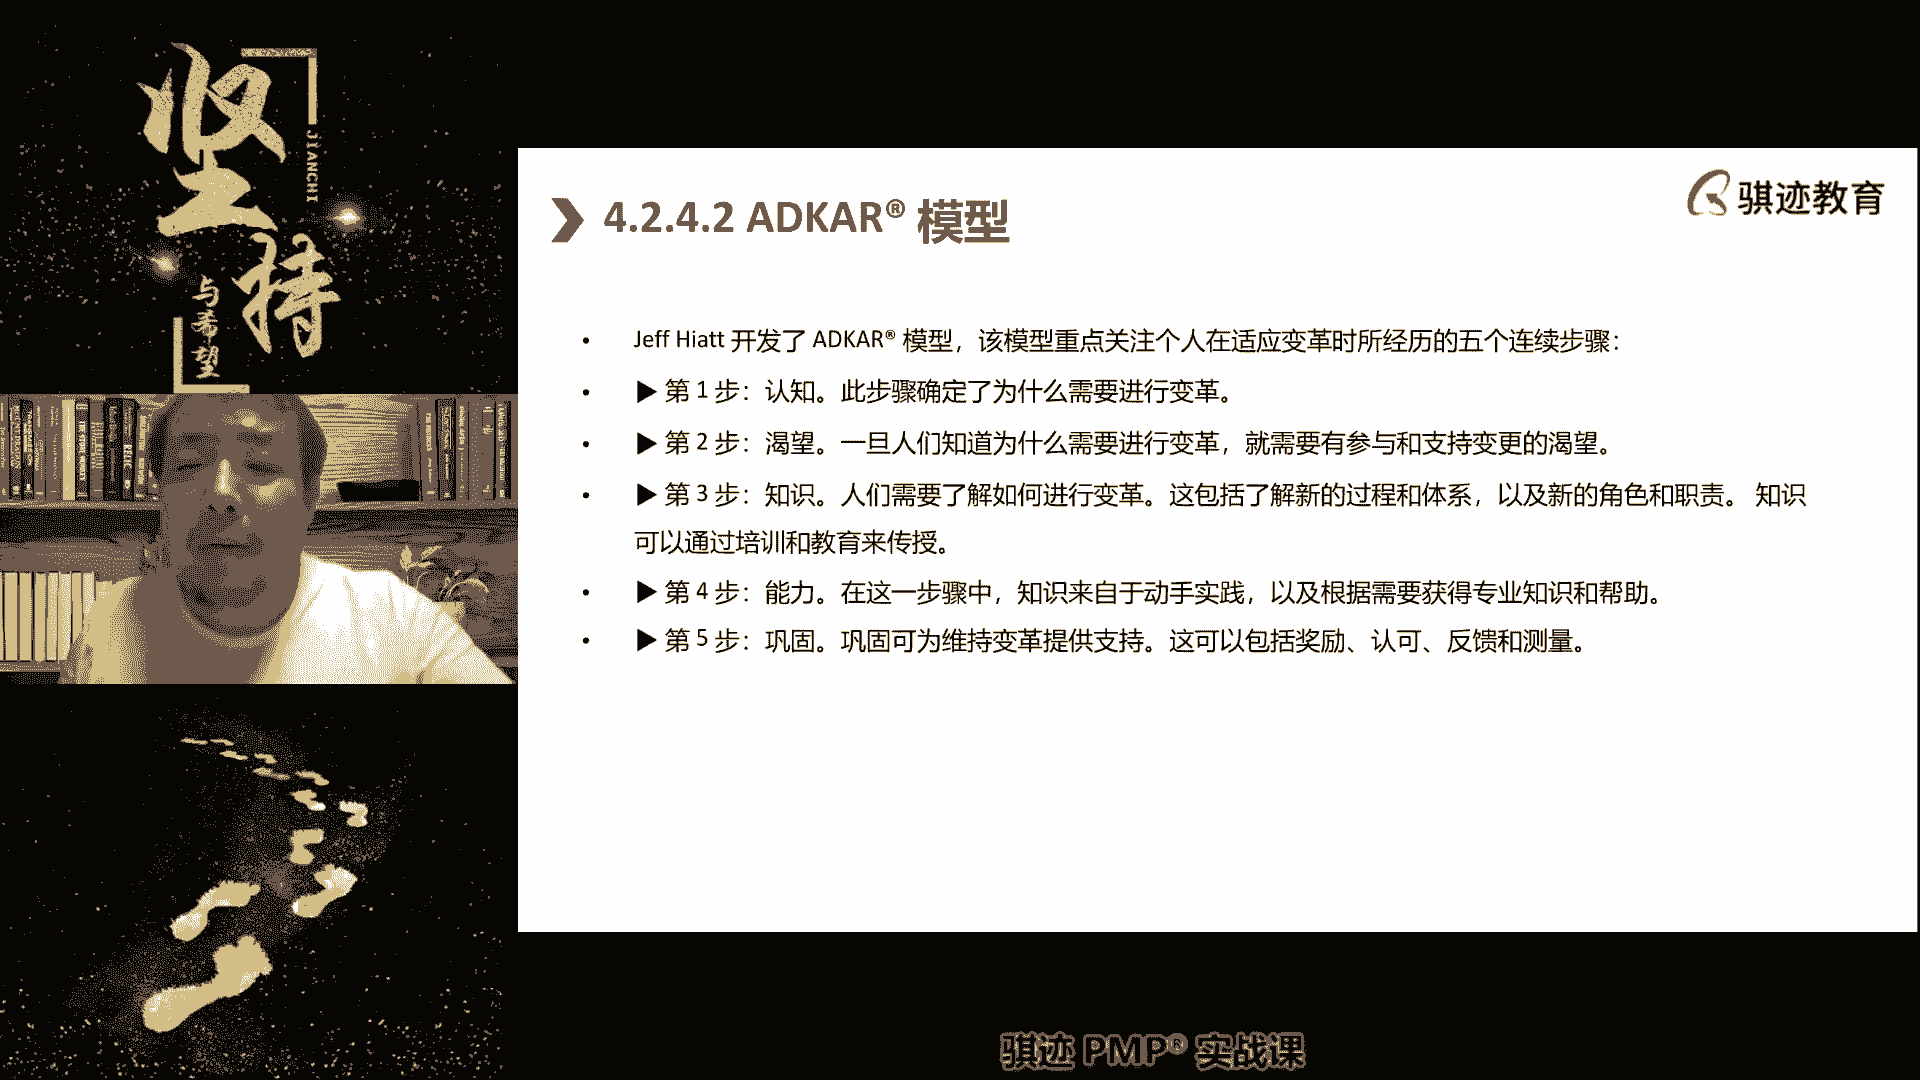 坚持
JIANCHI
与希望
骐迹教育
4.2.4.2 ADKAR® 模型
• Jeff Hiatt 开发了 ADKAR® 模型，该模型重点关注个人在适应变革时所经历的五个连续步骤：
• ▶ 第 1 步：认知。此步骤确定了为什么需要进行变革。
• ▶ 第 2 步：渴望。一旦人们知道为什么需要进行变革，就需要有参与和支持变更的渴望。
• ▶ 第 3 步：知识。人们需要了解如何进行变革。这包括了解新的过程和体系，以及新的角色和职责。 知识
可以通过培训和教育来传授。
• ▶ 第 4 步：能力。在这一步骤中，知识来自于动手实践，以及根据需要获得专业知识和帮助。
• ▶ 第 5 步：巩固。巩固可为维持变革提供支持。这可以包括奖励、认可、反馈和测量。
骐迹 PMP® 实战课